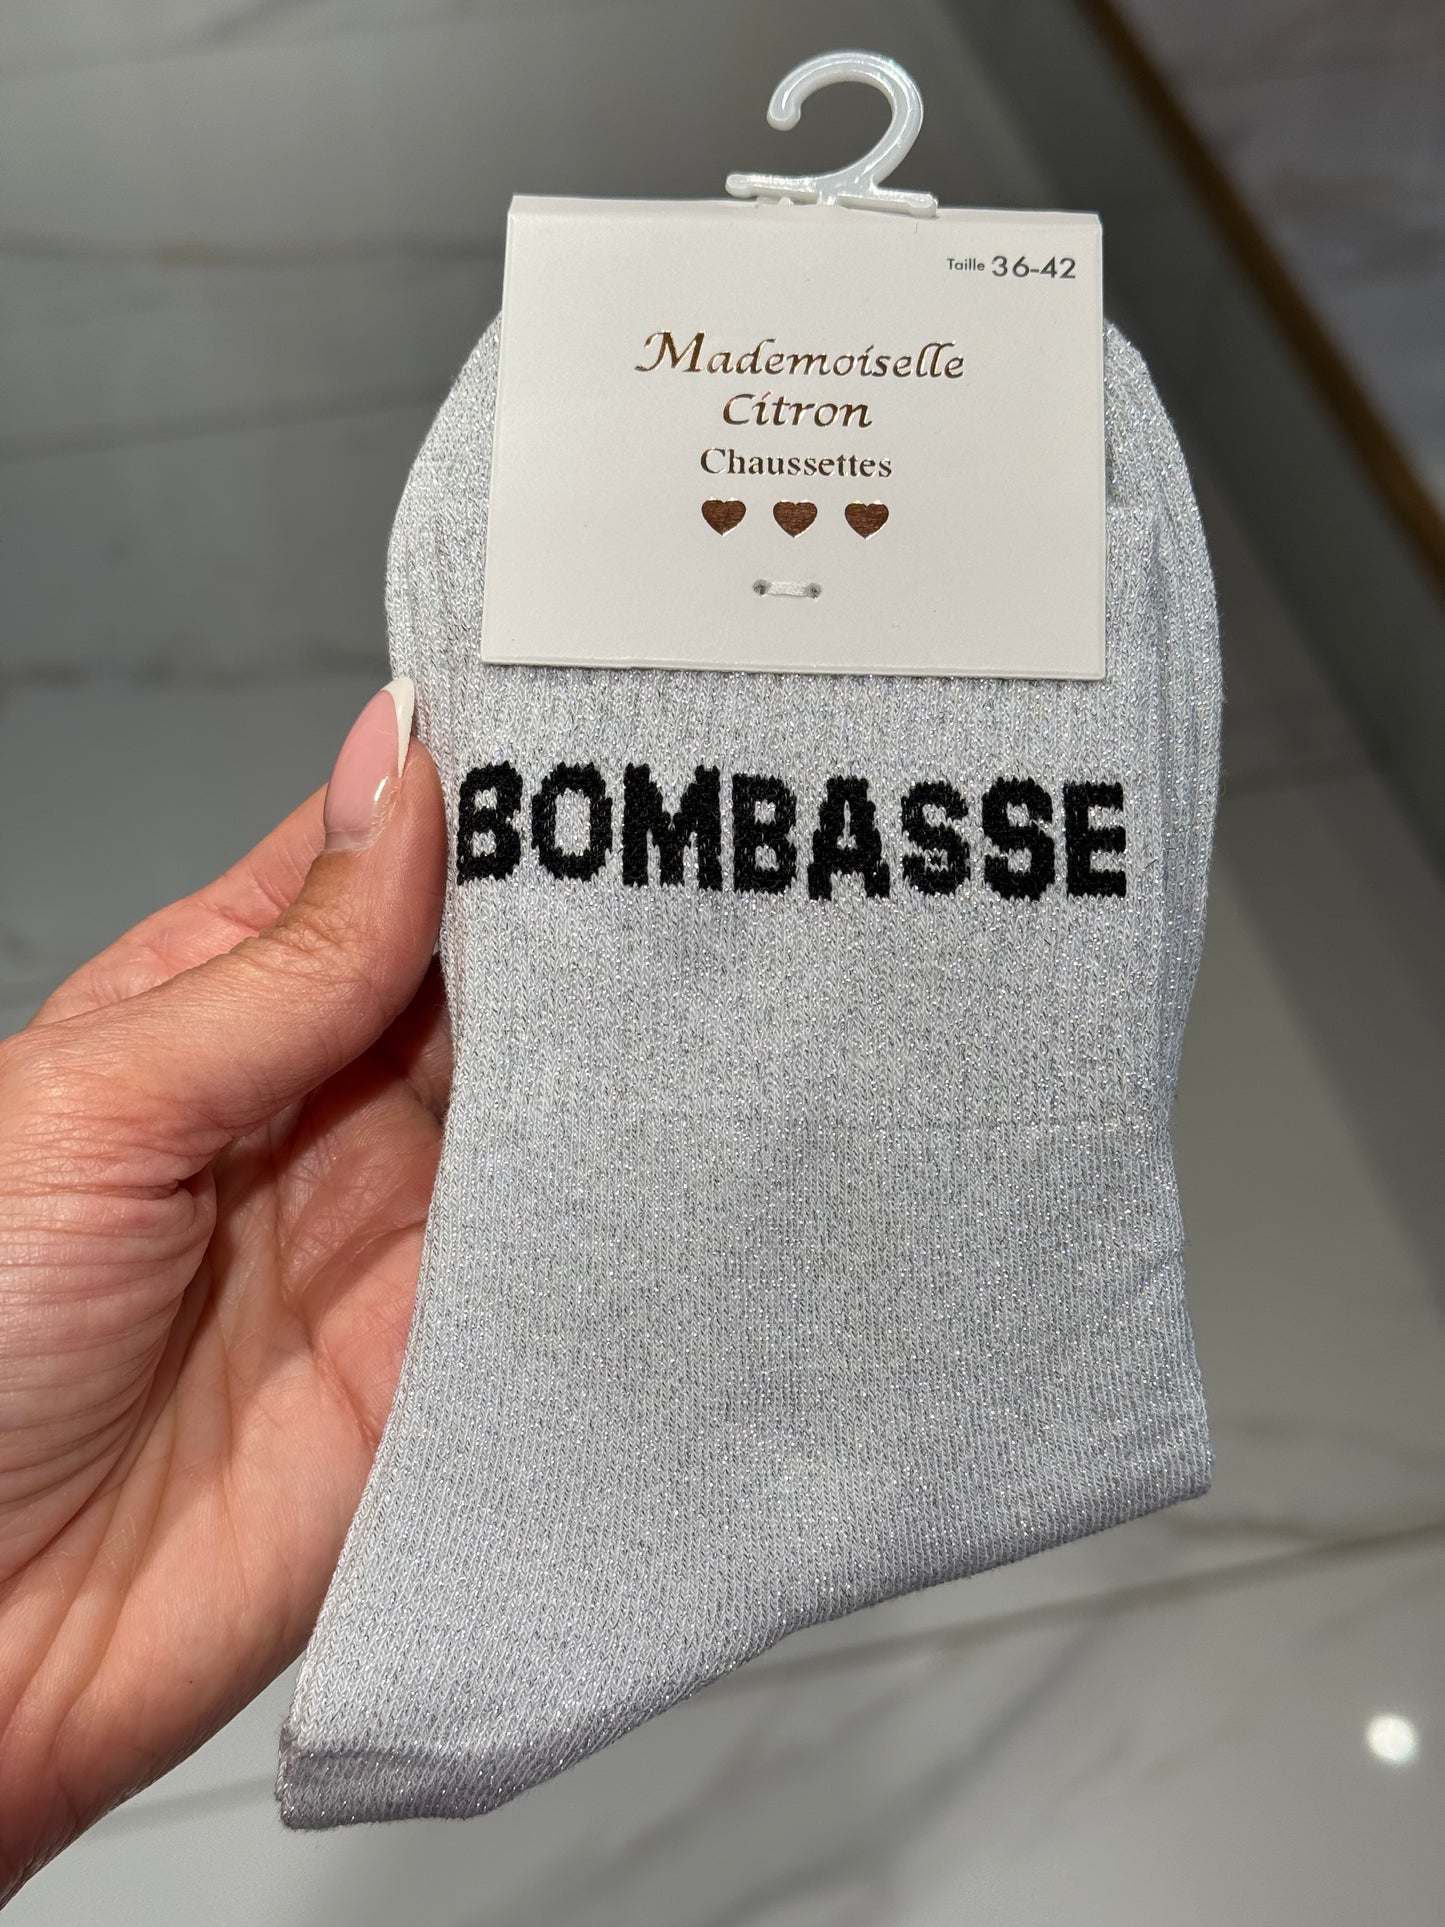 Taille 36-42
Mademoiselle
Citron
Chaussettes
BOMBASSE